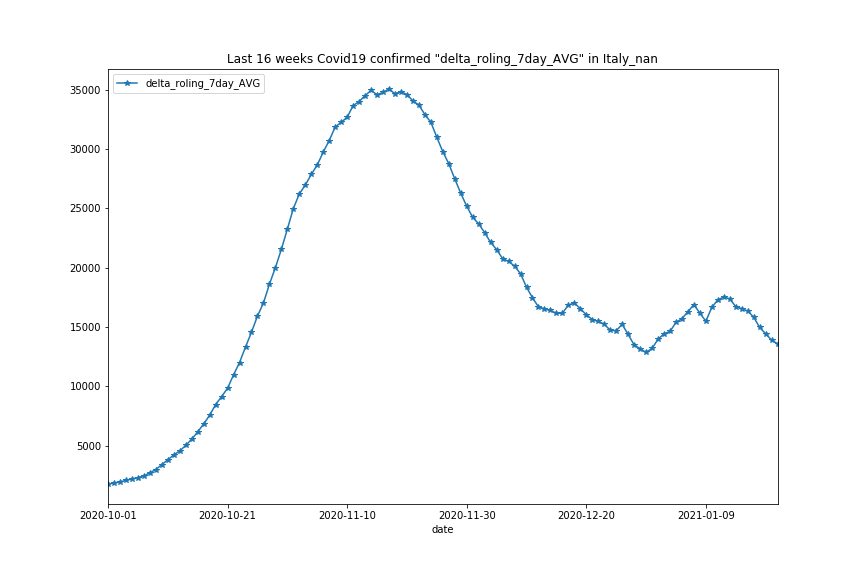 Last 16 weeks Covid19 confirmed "delta_roling_7day_AVG" in Italy_nan
delta_roling_7day_AVG
35000
30000
25000
20000
15000
10000
5000
2020-10-01 2020-10-21 2020-11-10 2020-11-30 2020-12-20 2021-01-09
date